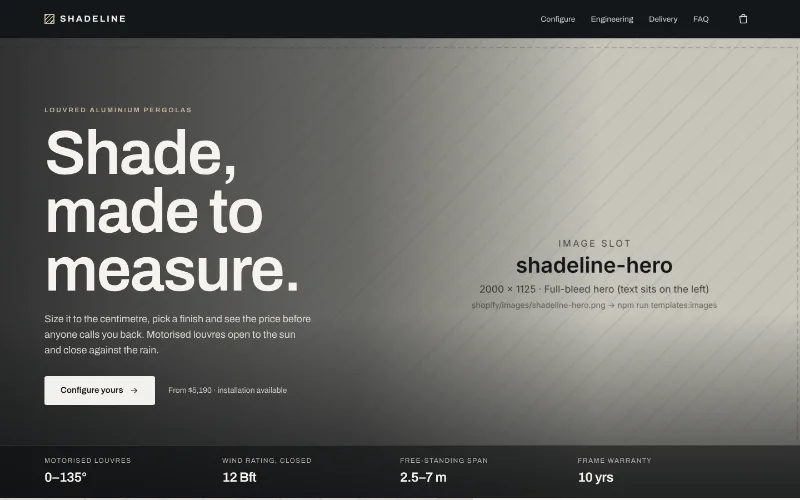 SHADELINE
Configure
Engineering
Delivery
FAQ
LOUVRED ALUMINIUM PERGOLAS
Shade,
made to
measure.
Size it to the centimetre, pick a finish and see the price before
anyone calls you back. Motorised louvres open to the sun
and close against the rain.
Configure yours →
From $5,190 · installation available
IMAGE SLOT
shadeline-hero
2000 × 1125 · Full-bleed hero (text sits on the left)
shopify/images/shadeline-hero.png → npm run templates:images
MOTORISED LOUVRES
0–135°
WIND RATING, CLOSED
12 Bft
FREE-STANDING SPAN
2.5–7 m
FRAME WARRANTY
10 yrs